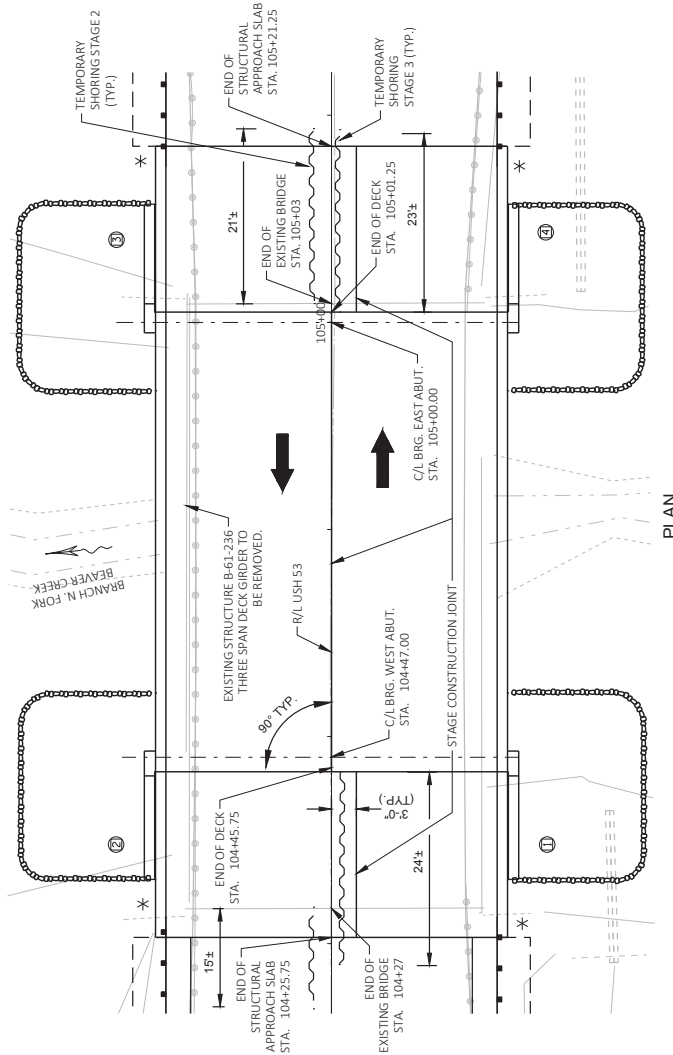 TEMPORARY
SHORING STAGE 2
(TYP.)
END OF
STRUCTURAL
APPROACH SLAB
STA. 105+21.25
TEMPORARY
SHORING
STAGE 3 (TYP.)
*
*
3
4
21'±
23'±
END OF
EXISTING BRIDGE
STA. 105+03
END OF DECK
STA. 105+01.25
105+00
C/L BRG. EAST ABUT.
STA. 105+00.00
BRANCH N. FORK
BEAVER CREEK
EXISTING STRUCTURE B-61-236
THREE SPAN DECK GIRDER TO
BE REMOVED.
R/L USH 53
STAGE CONSTRUCTION JOINT
PLAN
C/L BRG. WEST ABUT.
STA. 104+47.00
90° TYP.
2
1
END OF DECK
STA. 104+45.75
3'-0"
(TYP.)
24'±
*
*
15'±
END OF
STRUCTURAL
APPROACH SLAB
STA. 104+25.75
END OF
EXISTING BRIDGE
STA. 104+27